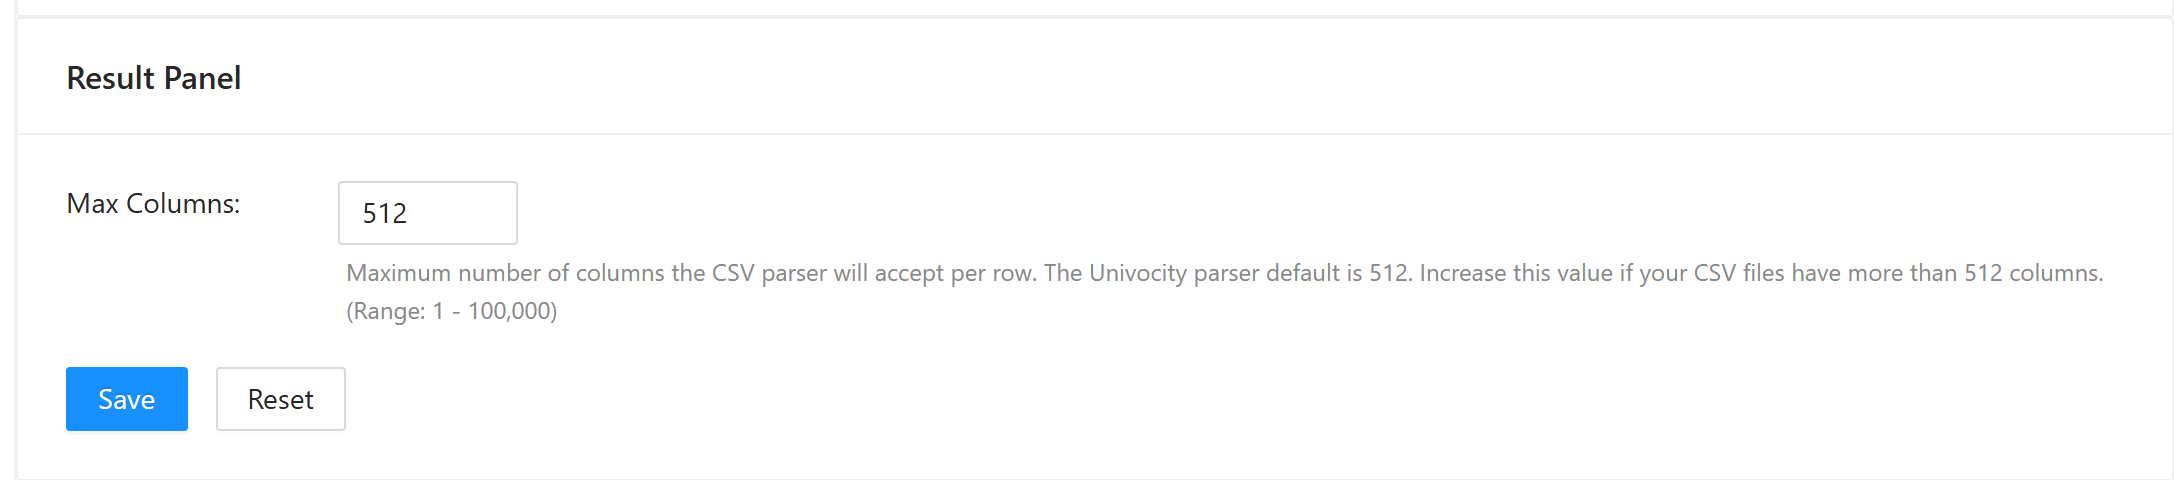 Result Panel
Max Columns:
512
Maximum number of columns the CSV parser will accept per row. The Univocity parser default is 512. Increase this value if your CSV files have more than 512 columns.
(Range: 1 - 100,000)
Save
Reset